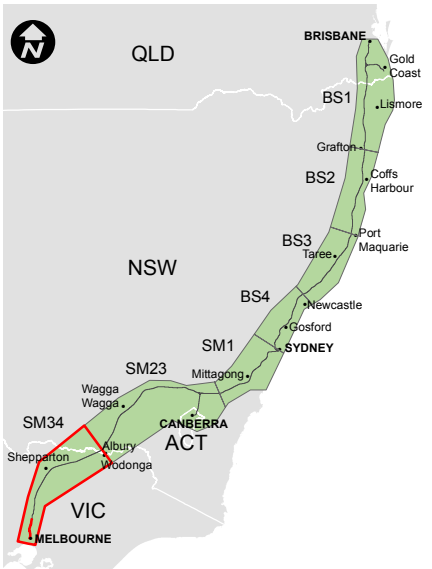 N
BRISBANE
QLD
Gold
Coast
BS1
Lismore
Grafton
BS2
Coffs
Harbour
BS3
Port
Maquarie
Taree
NSW
BS4
Newcastle
Gosford
SM1
SYDNEY
SM23
Mittagong
Wagga
Wagga
SM34
CANBERRA
ACT
Albury
Shepparton
Wodonga
VIC
MELBOURNE